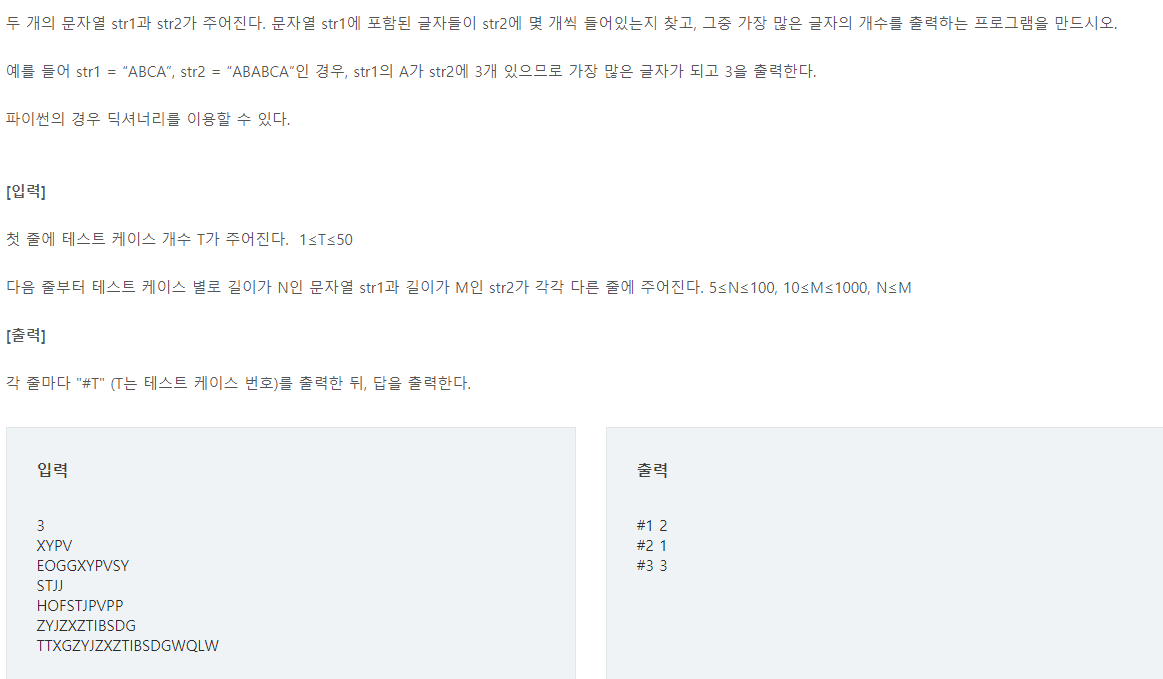 두 개의 문자열 str1과 str2가 주어진다. 문자열 str1에 포함된 글자들이 str2에 몇 개씩 들어있는지 찾고, 그중 가장 많은 글자의 개수를 출력하는 프로그램을 만드시오.
예를 들어 str1 = “ABCA”, str2 = “ABABCA”인 경우, str1의 A가 str2에 3개 있으므로 가장 많은 글자가 되고 3을 출력한다.
파이썬의 경우 딕셔너리를 이용할 수 있다.
[입력]
첫 줄에 테스트 케이스 개수 T가 주어진다. 1≤T≤50
다음 줄부터 테스트 케이스 별로 길이가 N인 문자열 str1과 길이가 M인 str2가 각각 다른 줄에 주어진다. 5≤N≤100, 10≤M≤1000, N≤M
[출력]
각 줄마다 "#T" (T는 테스트 케이스 번호)를 출력한 뒤, 답을 출력한다.
입력
3
XYPV
EOGGXYPVSY
STJJ
HOFSTJPVPP
ZYJZXZTIBSDG
TTXGZYJZXZTIBSDGWQLW
출력
#1 2
#2 1
#3 3